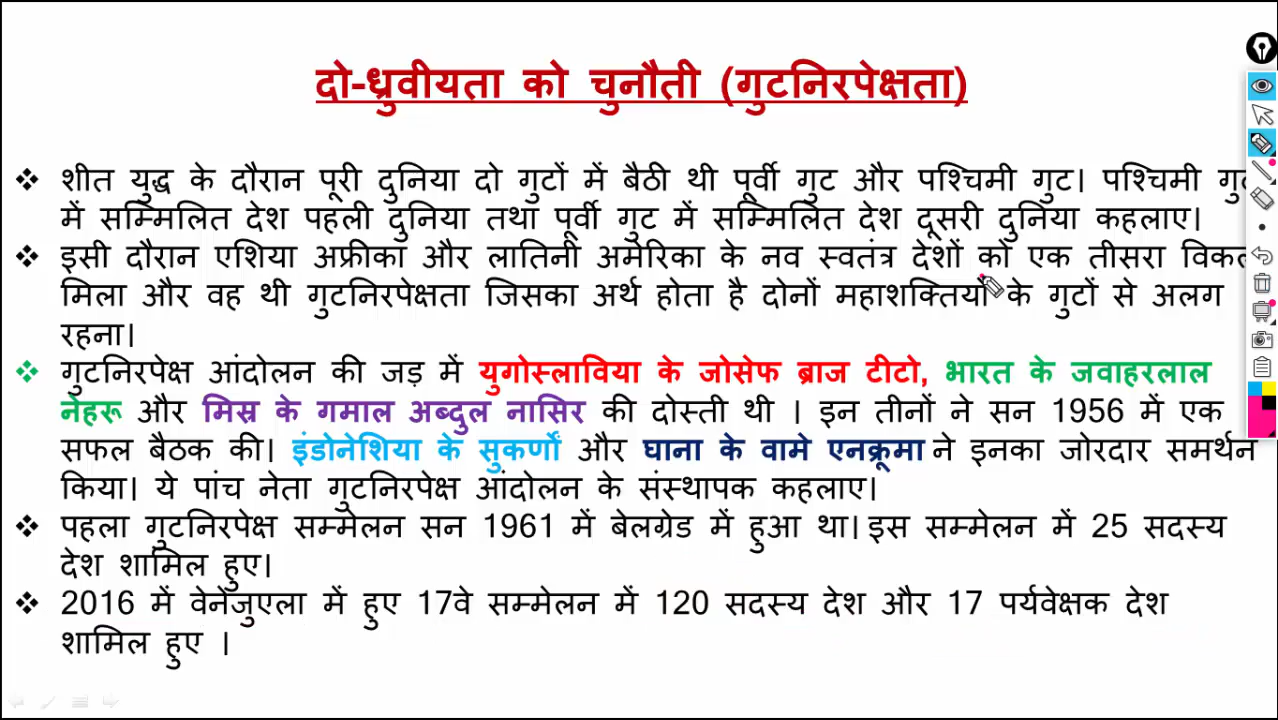 दो-ध्रुवीयता को चुनौती (गुटनिरपेक्षता)
❖ शीत युद्ध के दौरान पूरी दुनिया दो गुटों में बैठी थी पूर्वी गुट और पश्चिमी गुट। पश्चिमी
में सम्मिलित देश पहली दुनिया तथा पूर्वी गुट में सम्मिलित देश दूसरी दुनिया कहलाए।
❖ इसी दौरान एशिया अफ्रीका और लातिनी अमेरिका के नव स्वतंत्र देशों को एक तीसरा
मिला और वह थी गुटनिरपेक्षता जिसका अर्थ होता है दोनों महाशक्तियों के गुटों से अलग
रहना।
❖ गुटनिरपेक्ष आंदोलन की जड़ में युगोस्लाविया के जोसेफ ब्राज टीटो, भारत के जवाहरलाल
नेहरू और मिस्र के गमाल अब्दुल नासिर की दोस्ती थी । इन तीनों ने सन 1956 में एक
सफल बैठक की। इंडोनेशिया के सुकर्णों और घाना के वामे एनक्रूमा ने इनका जोरदार समर्थन
किया। ये पांच नेता गुटनिरपेक्ष आंदोलन के संस्थापक कहलाए।
❖ पहला गुटनिरपेक्ष सम्मेलन सन 1961 में बेलग्रेड में हुआ था। इस सम्मेलन में 25 सदस्य
देश शामिल हुए।
❖ 2016 में वेनेंजुएला में हुए 17वे सम्मेलन में 120 सदस्य देश और 17 पर्यवेक्षक देश
शामिल हुए ।